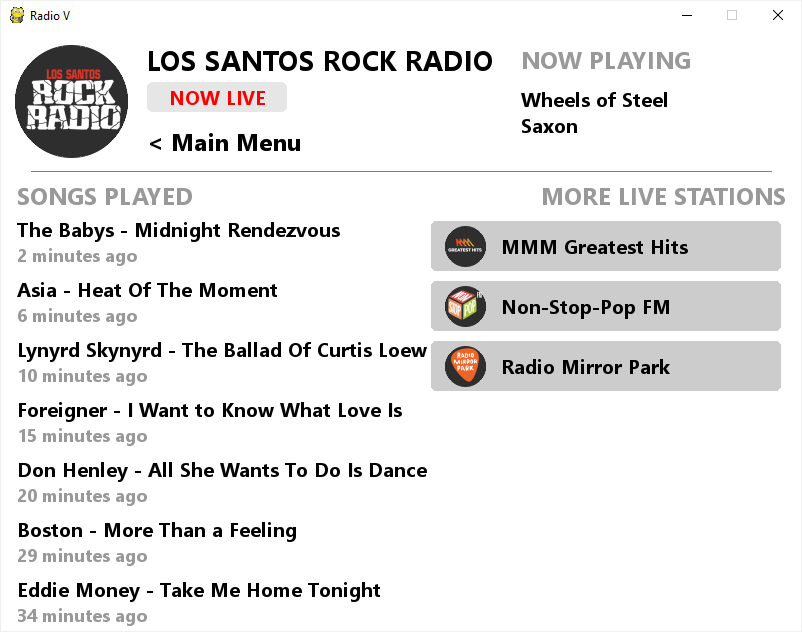 Radio V
LOS SANTOS
ROCK
RADIO
LOS SANTOS ROCK RADIO
NOW LIVE
< Main Menu
NOW PLAYING
Wheels of Steel
Saxon
SONGS PLAYED
The Babys - Midnight Rendezvous
2 minutes ago
Asia - Heat Of The Moment
6 minutes ago
Lynyrd Skynyrd - The Ballad Of Curtis Loew
10 minutes ago
Foreigner - I Want to Know What Love Is
15 minutes ago
Don Henley - All She Wants To Do Is Dance
20 minutes ago
Boston - More Than a Feeling
29 minutes ago
Eddie Money - Take Me Home Tonight
34 minutes ago
MORE LIVE STATIONS
GREATEST HITS
MMM Greatest Hits
STOP
POP
Non-Stop-Pop FM
RADIO
MIRROR
PARK
Radio Mirror Park